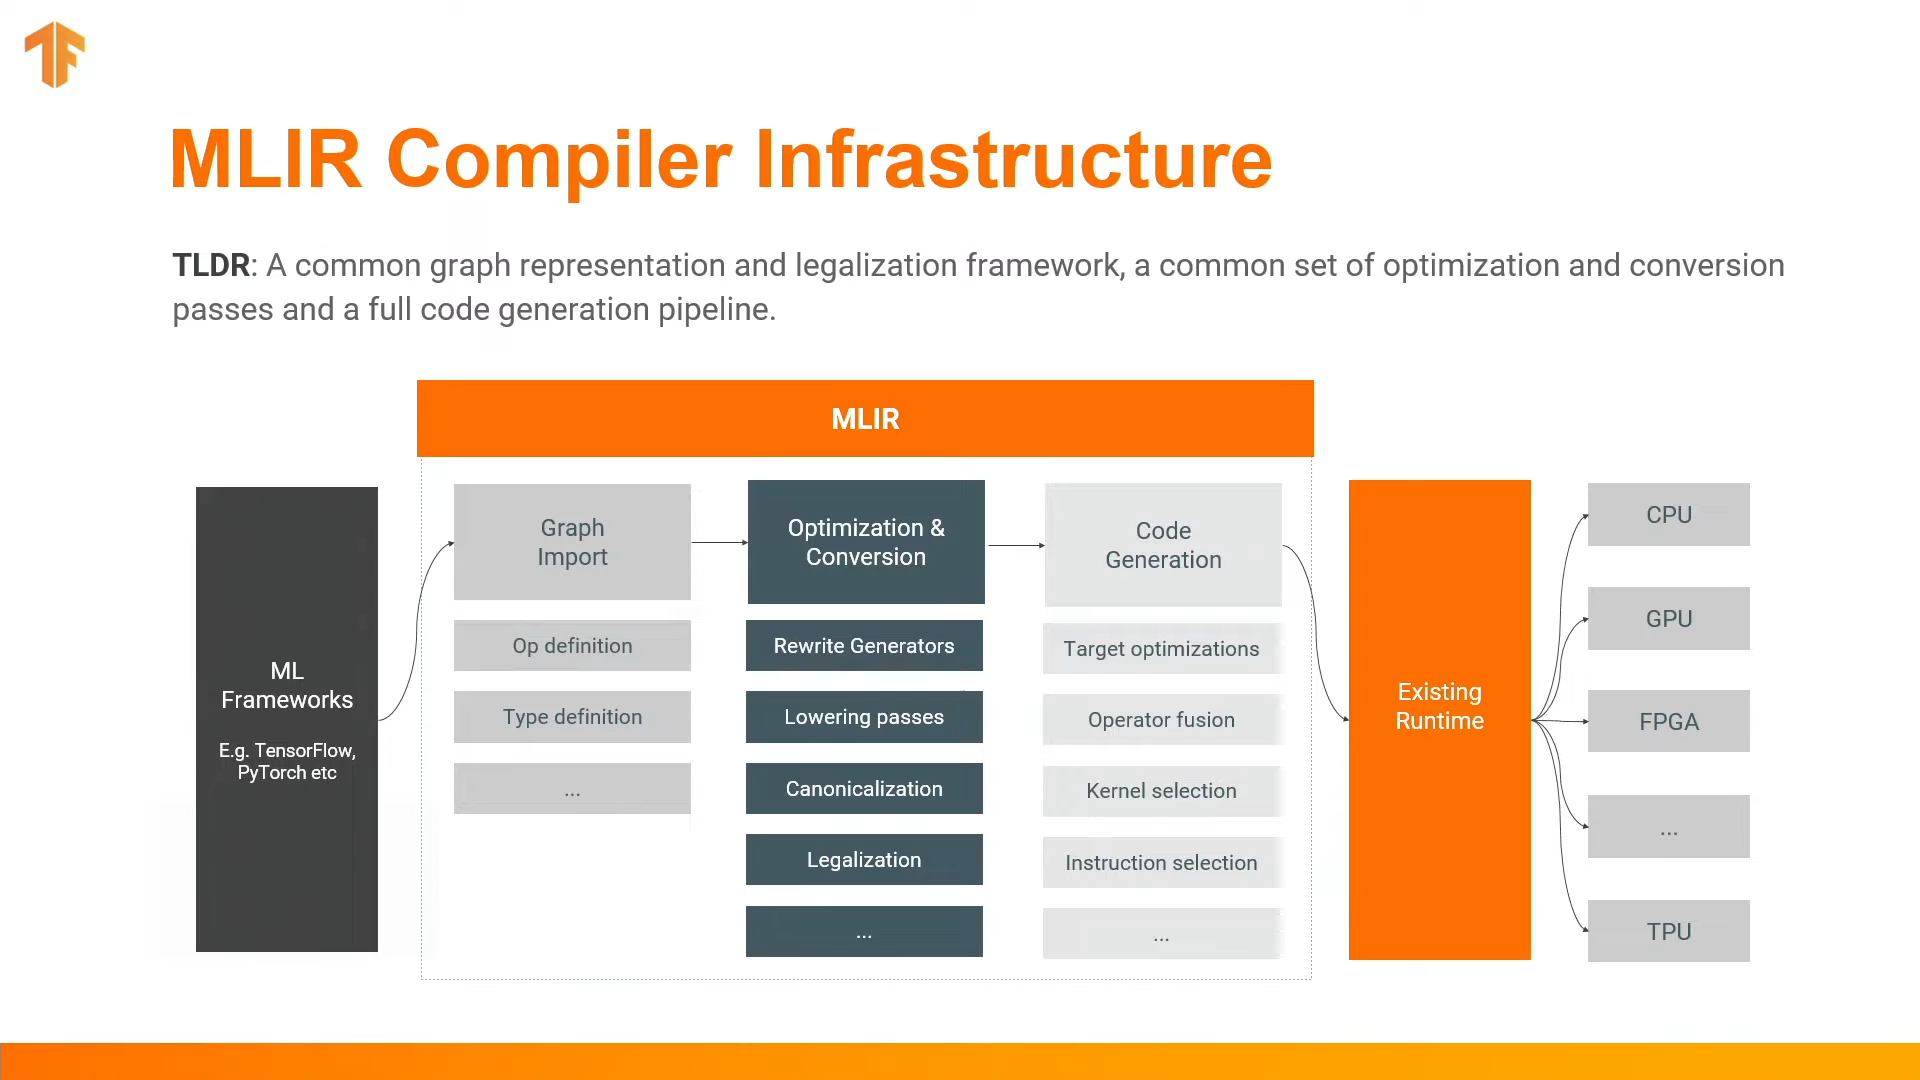 MLIR Compiler Infrastructure
TLDR: A common graph representation and legalization framework, a common set of optimization and conversion
passes and a full code generation pipeline.
MLIR
ML
Frameworks
E.g. TensorFlow,
PyTorch etc
Graph
Import
Op definition
Type definition
...
Optimization &
Conversion
Rewrite Generators
Lowering passes
Canonicalization
Legalization
...
Code
Generation
Target optimizations
Operator fusion
Kernel selection
Instruction selection
...
Existing
Runtime
CPU
GPU
FPGA
...
TPU